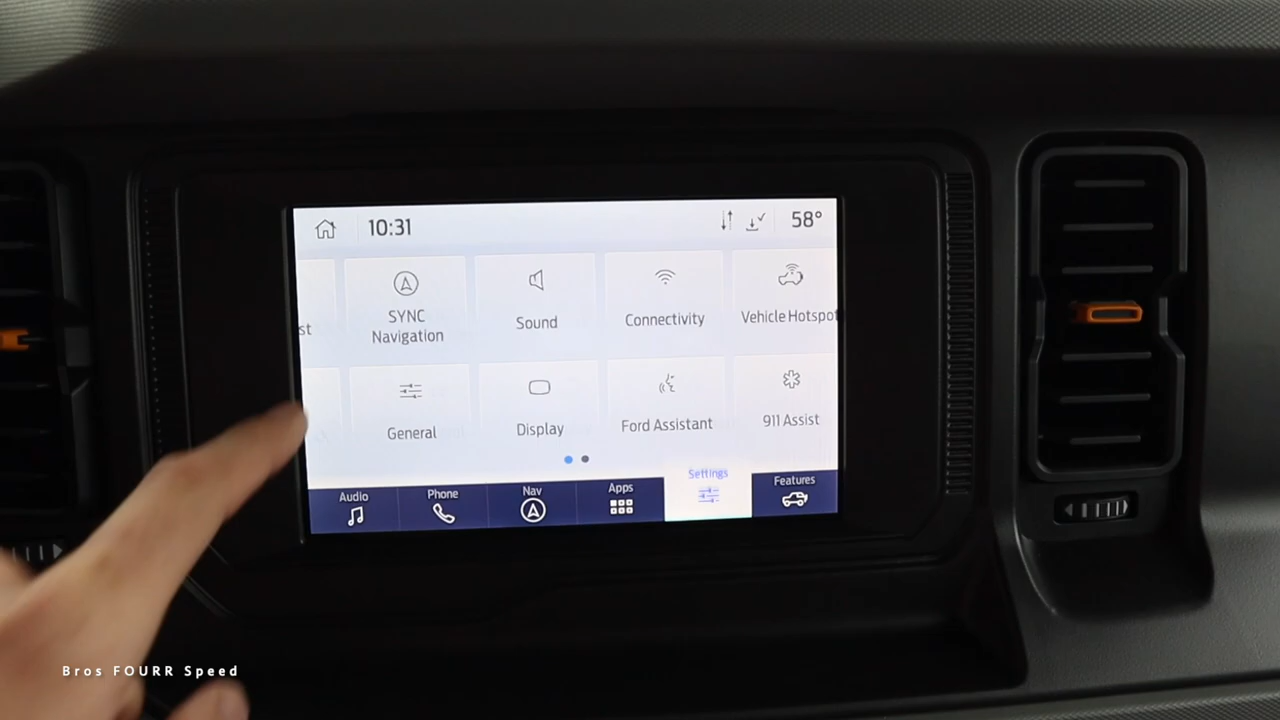 10:31
58°
st
SYNC
Navigation
Sound
Connectivity
Vehicle Hotspot
General
Display
Ford Assistant
911 Assist
Audio
Phone
Nav
Apps
Settings
Features
Bros FOURR Speed